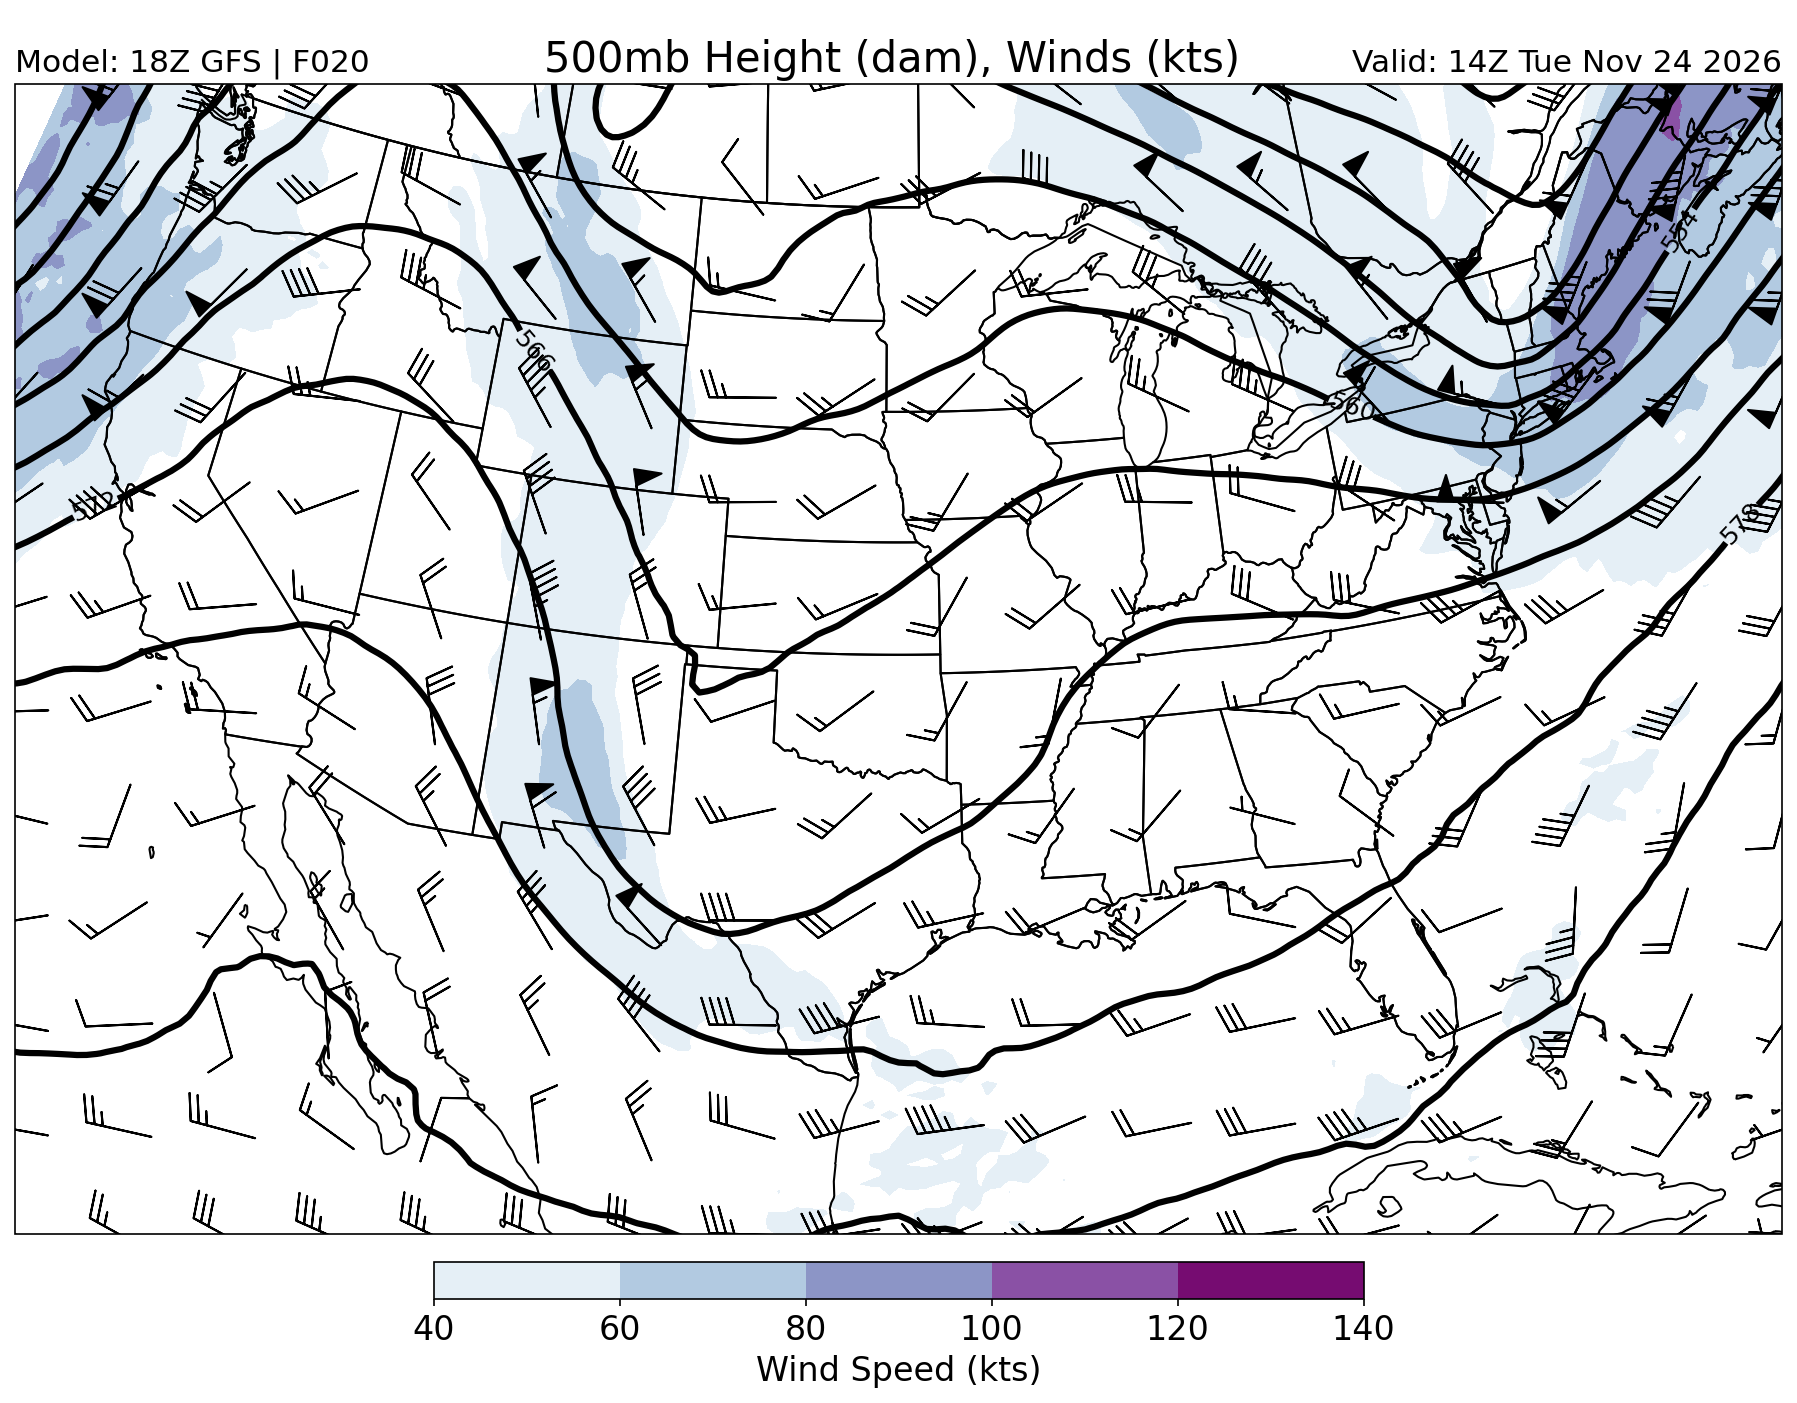 Model: 18Z GFS | F020
500mb Height (dam), Winds (kts)
Valid: 14Z Tue Nov 24 2026
554
566
560
572
578
40 60 80 100 120 140
Wind Speed (kts)